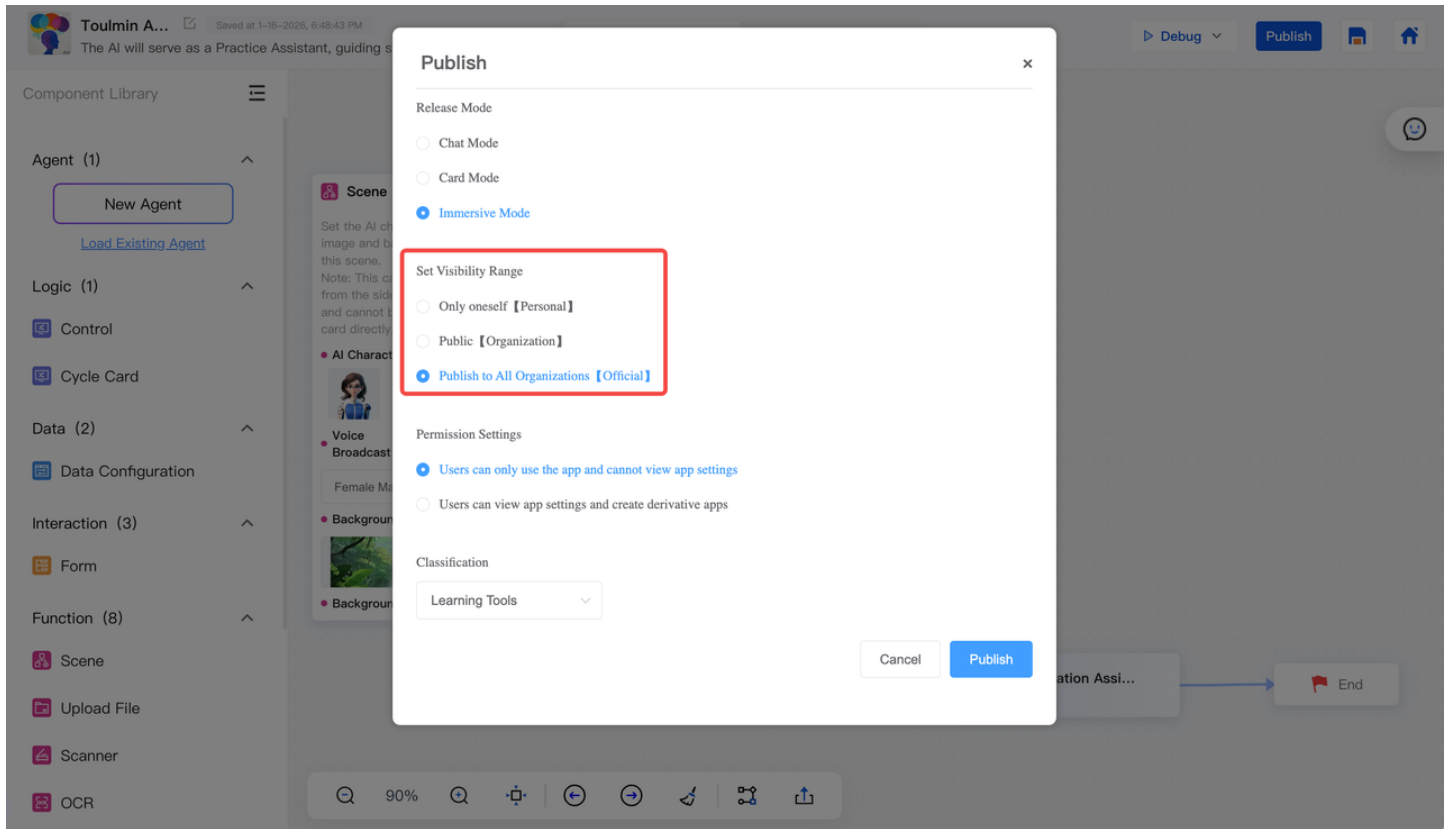 Toulmin A...
Saved at 1-16-2026, 6:48:43 PM
The AI will serve as a Practice Assistant, guiding s
Debug
Publish
Component Library
Agent (1)
New Agent
Load Existing Agent
Logic (1)
Control
Cycle Card
Data (2)
Data Configuration
Interaction (3)
Form
Function (8)
Scene
Upload File
Scanner
OCR
Scene
Set the AI ch
image and b
this scene.
Note: This ca
from the side
and cannot b
card directly
AI Charact
Voice
Broadcast
Female Ma
Backgroun
Backgroun
Publish
Release Mode
Chat Mode
Card Mode
Immersive Mode
Set Visibility Range
Only oneself【Personal】
Public【Organization】
Publish to All Organizations【Official】
Permission Settings
Users can only use the app and cannot view app settings
Users can view app settings and create derivative apps
Classification
Learning Tools
Cancel
Publish
ation Assi...
End
90%